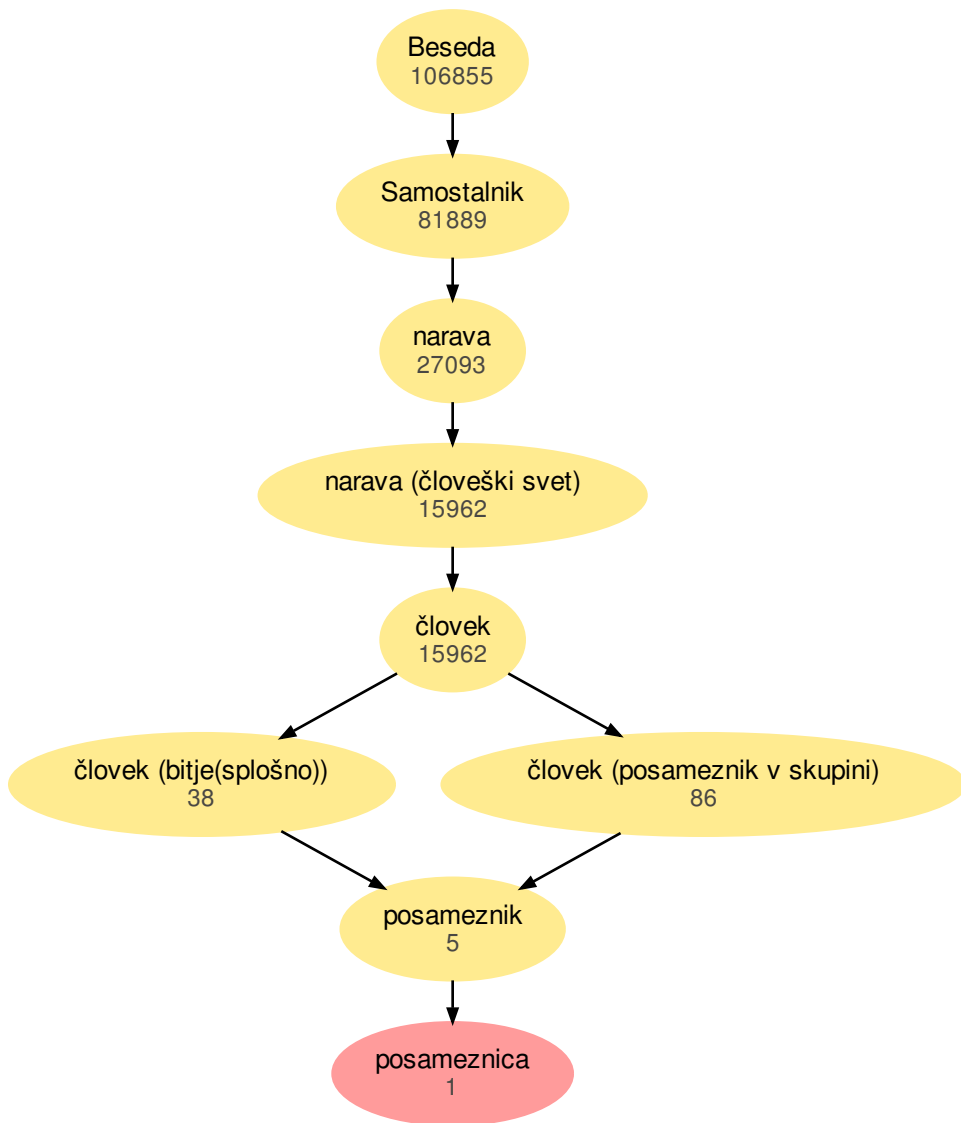 Beseda
106855
Samostalnik
81889
narava
27093
narava (človeški svet)
15962
človek
15962
človek (bitje(splošno))
38
človek (posameznik v skupini)
86
posameznik
5
posameznica
1